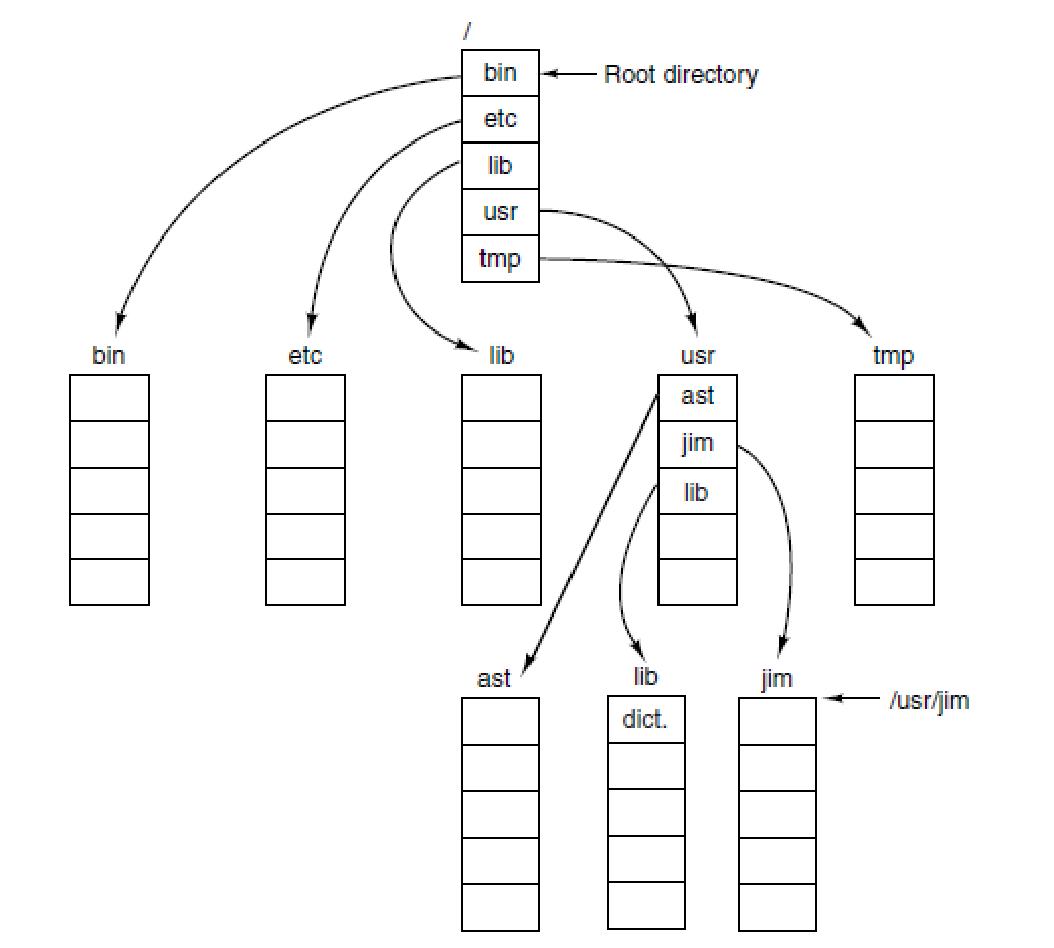 /
bin
Root directory
etc
lib
usr
tmp
bin
etc
lib
usr
tmp
ast
jim
lib
ast
lib
jim
/usr/jim
dict.